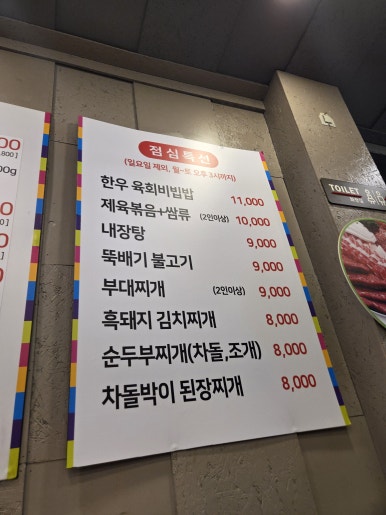 점심특선
(일요일 제외, 월~토 오후 3시까지)
한우 육회비빔밥 11,000
제육볶음+쌈류 (2인이상) 10,000
내장탕 9,000
뚝배기 불고기 9,000
부대찌개 (2인이상) 9,000
흑돼지 김치찌개 8,000
순두부찌개(차돌,조개) 8,000
차돌박이 된장찌개 8,000
TOILET